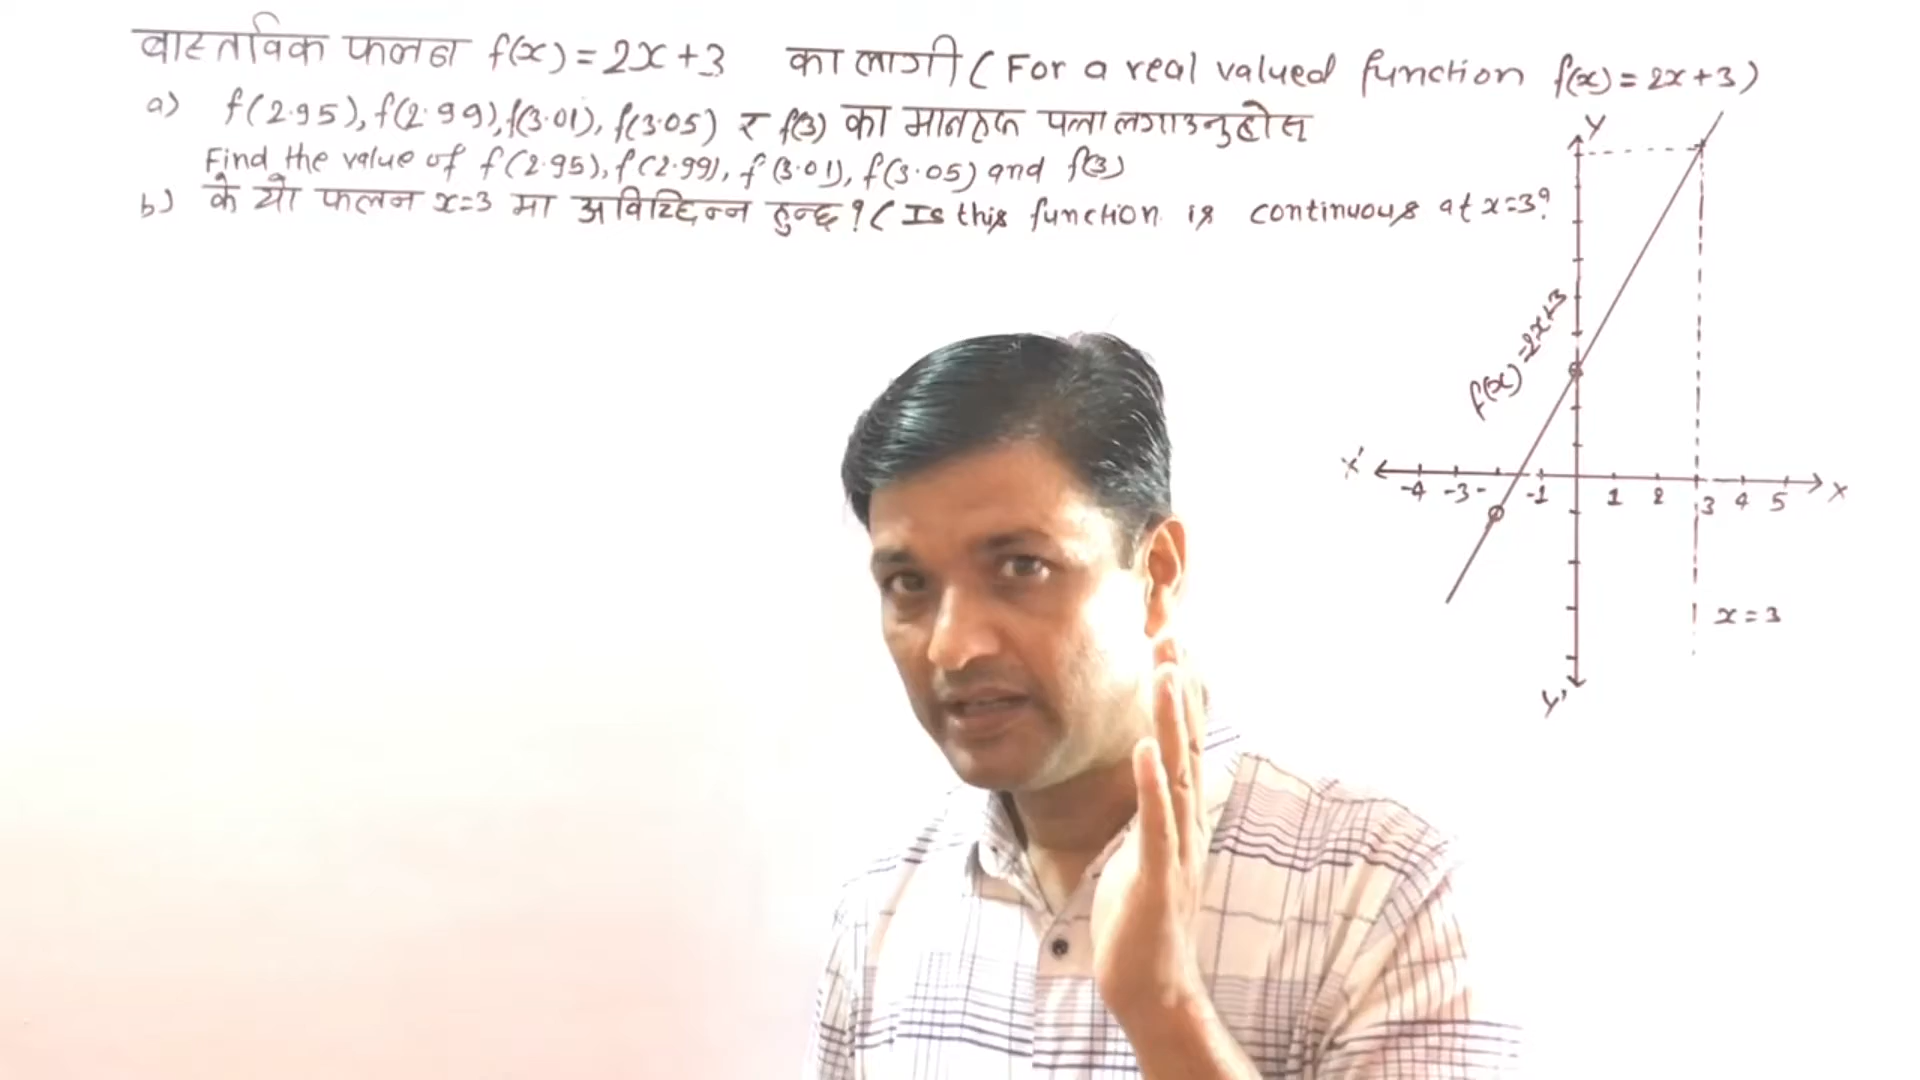 वास्तविक फलन f(x) = 2x+3 का लागी (For a real valued function f(x) = 2x+3)
a) f(2.95), f(2.99), f(3.01), f(3.05) र f(3) का मानहरू पत्ता लगाउनुहोस
Find the value of f(2.95), f(2.99), f(3.01), f(3.05) and f(3)
b) के यो फलन x=3 मा अविच्छिन्न हुन्छ? (Is this function is continuous at x=3?
Y
f(x) = 2x+3
X' -4 -3 - -1 1 2 3 4 5 X
x = 3
Y'